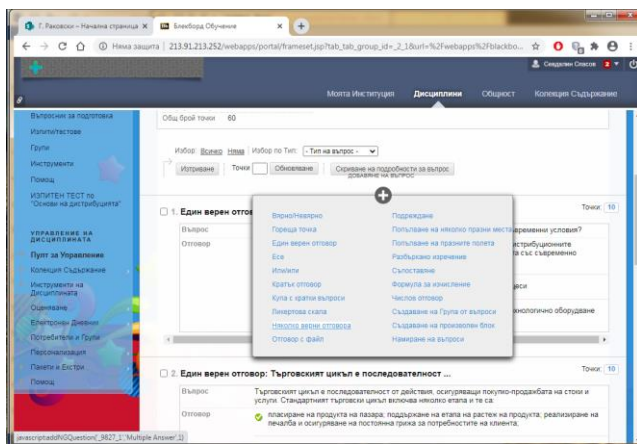 Г. Раковски – Начална страница
Блекборд Обучение
Няма защита | 213.91.213.252/webapps/portal/frameset.jsp?tab_tab_group_id=_2_1&url=%2Fwebapps%2Fblackbo...
Свидалин Спасов 2
Моята Институция Дисциплини Общност Колекция Съдържание
Въпросник за подготовка
Изпити/тестове
Групи
Инструменти
Помощ
ИЗПИТЕН ТЕСТ по
"Основи на дистрибуцията"
УПРАВЛЕНИЕ НА
ДИСЦИПЛИНАТА
Пулт за Управление
Колекция Съдържание
Инструменти на
Дисциплината
Оценяване
Електронен Дневник
Потребители и Групи
Персонализация
Пакети и Екстри
Помощ
Общ брой точки 60
Избор: Всичко Няма Избор по Тип: - Тип на въпрос -
Изтриване Точки Обновяване Скриване на подробности за въпрос
ДОБАВЯНЕ НА ВЪПРОС
Вярно/Невярно
Гореща точка
Един верен отговор
Есе
Или/или
Кратък отговор
Купа с кратки въпроси
Ликертова скала
Няколко верни отговора
Отговор с файл
Подреждане
Попълване на няколко празни места
Попълване на празните полета
Разбъркано изречение
Съпоставяне
Формула за изчисление
Числов отговор
Създаване на Група от въпроси
Създаване на произволен блок
Намиране на въпроси
1. Един верен отгов
Точки: 10
Въпрос
временни условия?
Отговор
истрибуционните
та със съвременно
цеси
хнологично оборудване
2. Един верен отговор: Търговският цикъл е последователност ...
Точки: 10
Въпрос Търговският цикъл е последователност от действия, осигуряващи покупко-продажбата на стоки и
услуги. Стандартният търговски цикъл включва няколко етапа и те са:
Отговор пласиране на продукта на пазара; поддържане на етапа на растеж на продукта; реализиране на
печалба и осигуряване на постоянна грижа за потребностите на клиента.
javascript:addNGQuestion('_9827_1','Multiple Answer',1)